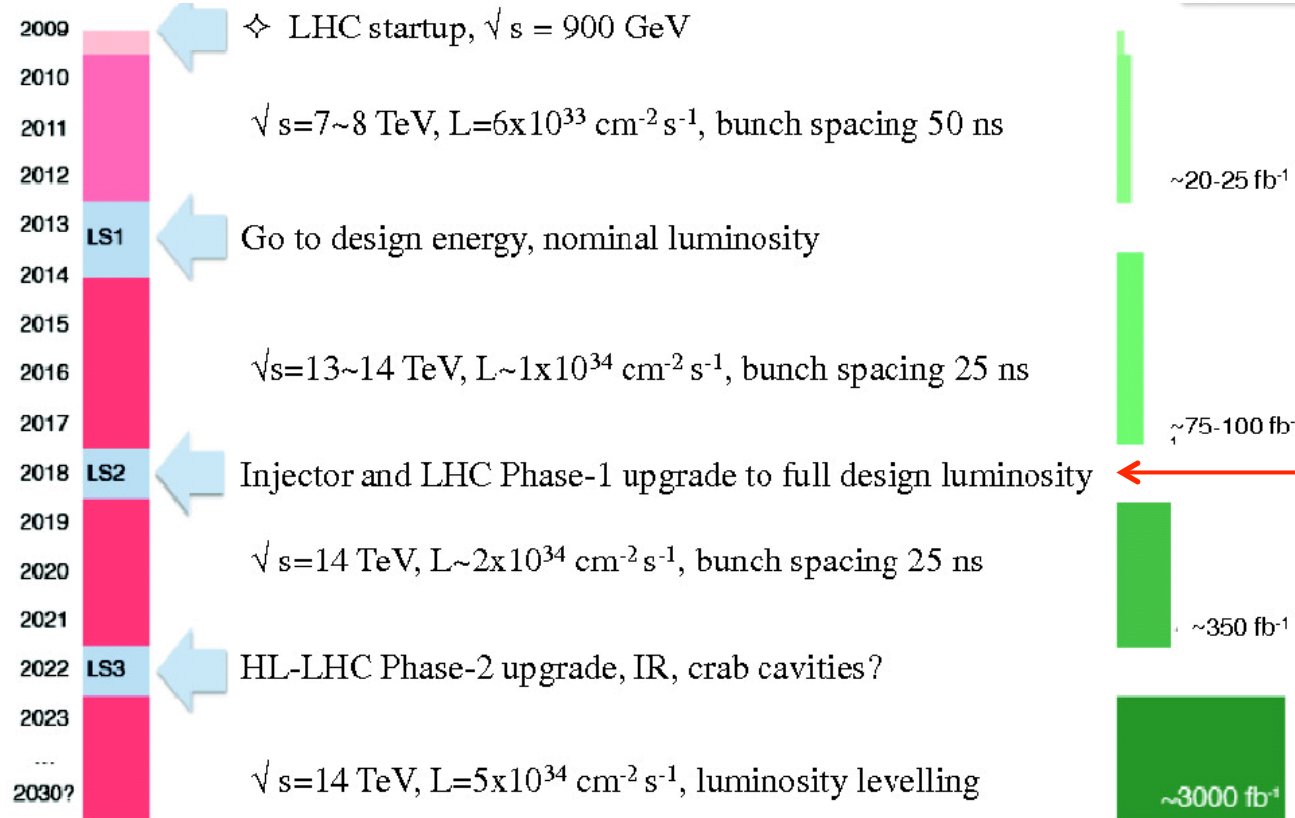 2009 ✧ LHC startup, √ s = 900 GeV
2010
2011 √ s=7~8 TeV, L=6x10³³ cm⁻² s⁻¹, bunch spacing 50 ns
2012 ~20-25 fb⁻¹
2013 LS1 Go to design energy, nominal luminosity
2014
2015
2016 √s=13~14 TeV, L~1x10³⁴ cm⁻² s⁻¹, bunch spacing 25 ns
2017 ~75-100 fb⁻
1
2018 LS2 Injector and LHC Phase-1 upgrade to full design luminosity
2019
2020 √ s=14 TeV, L~2x10³⁴ cm⁻² s⁻¹, bunch spacing 25 ns
2021 ~350 fb⁻¹
2022 LS3 HL-LHC Phase-2 upgrade, IR, crab cavities?
2023
...
2030? √ s=14 TeV, L=5x10³⁴ cm⁻² s⁻¹, luminosity levelling ~3000 fb⁻¹